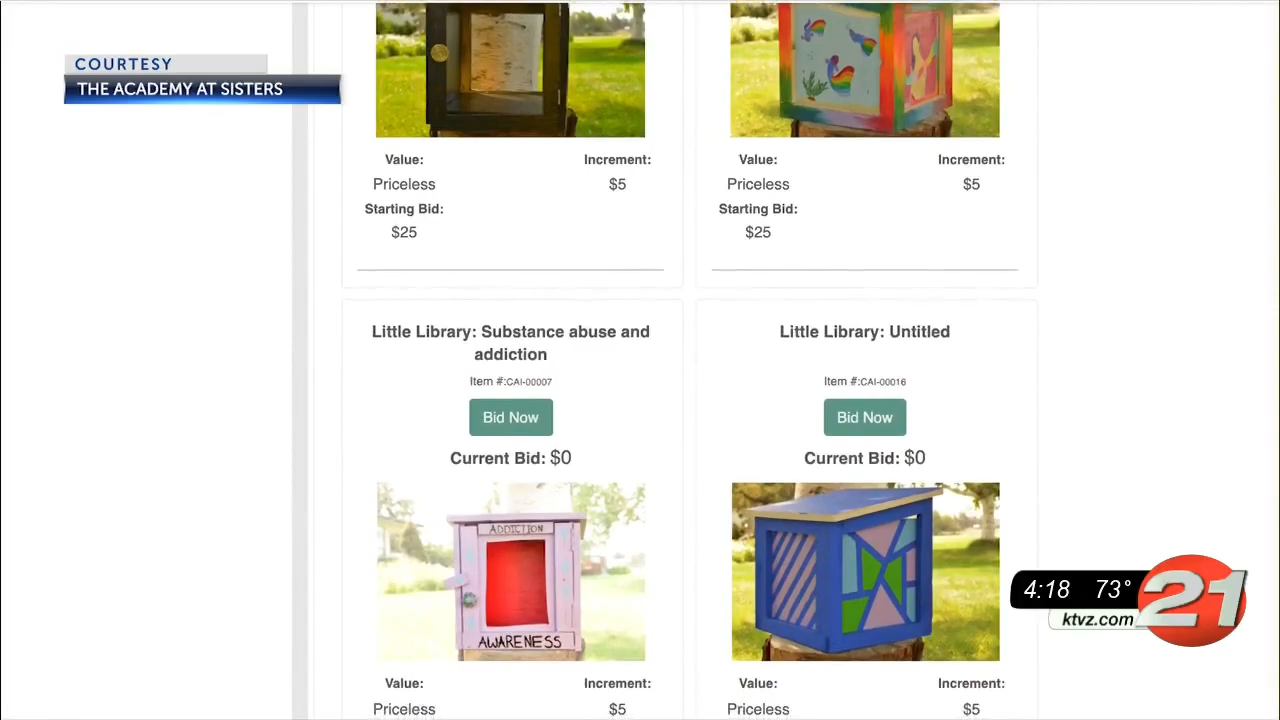 COURTESY
THE ACADEMY AT SISTERS
Value:
Increment:
Priceless
$5
Starting Bid:
$25
Value:
Increment:
Priceless
$5
Starting Bid:
$25
Little Library: Substance abuse and
addiction
Item #:CAI-00007
Bid Now
Current Bid: $0
ADDICTION
AWARENESS
Value:
Increment:
Priceless
$5
Little Library: Untitled
Item #:CAI-00016
Bid Now
Current Bid: $0
Value:
Increment:
Priceless
$5
4:18 73°
21
ktvz.com